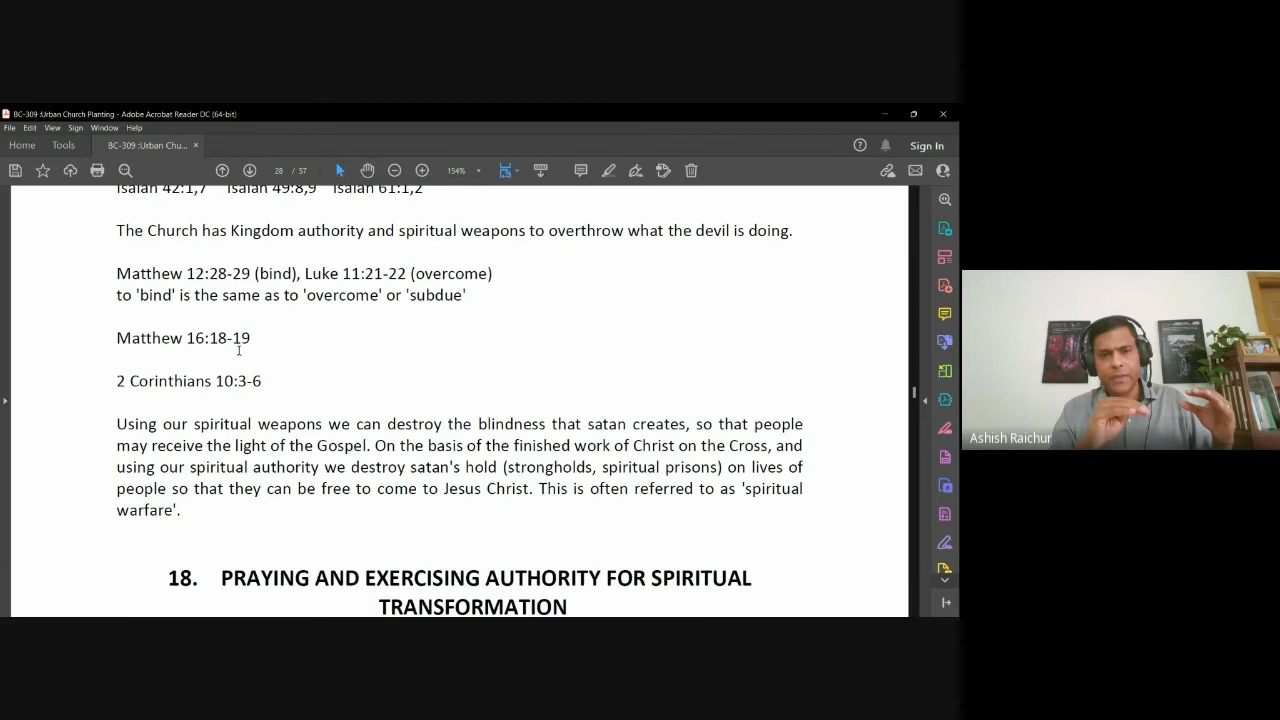 BC-309 :Urban Church Planting - Adobe Acrobat Reader DC (64-bit)
File Edit View Sign Window Help
Home Tools BC-309 :Urban Chu... × Sign In
28 / 57 154%
Isaiah 42:1,7 Isaiah 49:8,9 Isaiah 61:1,2
The Church has Kingdom authority and spiritual weapons to overthrow what the devil is doing.
Matthew 12:28-29 (bind), Luke 11:21-22 (overcome)
to 'bind' is the same as to 'overcome' or 'subdue'
Matthew 16:18-19
2 Corinthians 10:3-6
Using our spiritual weapons we can destroy the blindness that satan creates, so that people
may receive the light of the Gospel. On the basis of the finished work of Christ on the Cross, and
using our spiritual authority we destroy satan's hold (strongholds, spiritual prisons) on lives of
people so that they can be free to come to Jesus Christ. This is often referred to as 'spiritual
warfare'.
18. PRAYING AND EXERCISING AUTHORITY FOR SPIRITUAL
TRANSFORMATION
Ashish Raichur